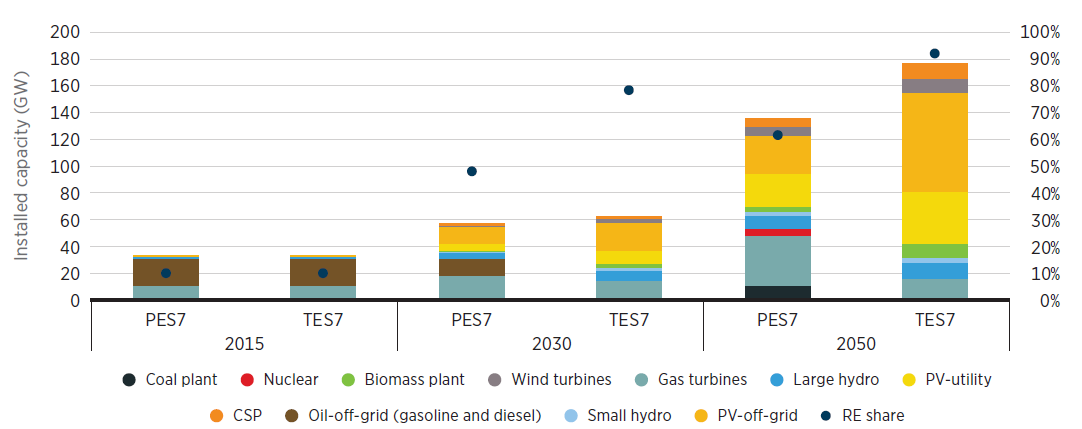 200 100%
180 90%
160 80%
140 70%
120 60%
100 50%
80 40%
60 30%
40 20%
20 10%
0 0%
Installed capacity (GW)
PES7 TES7 PES7 TES7 PES7 TES7
2015 2030 2050
Coal plant Nuclear Biomass plant Wind turbines Gas turbines Large hydro PV-utility
CSP Oil-off-grid (gasoline and diesel) Small hydro PV-off-grid RE share